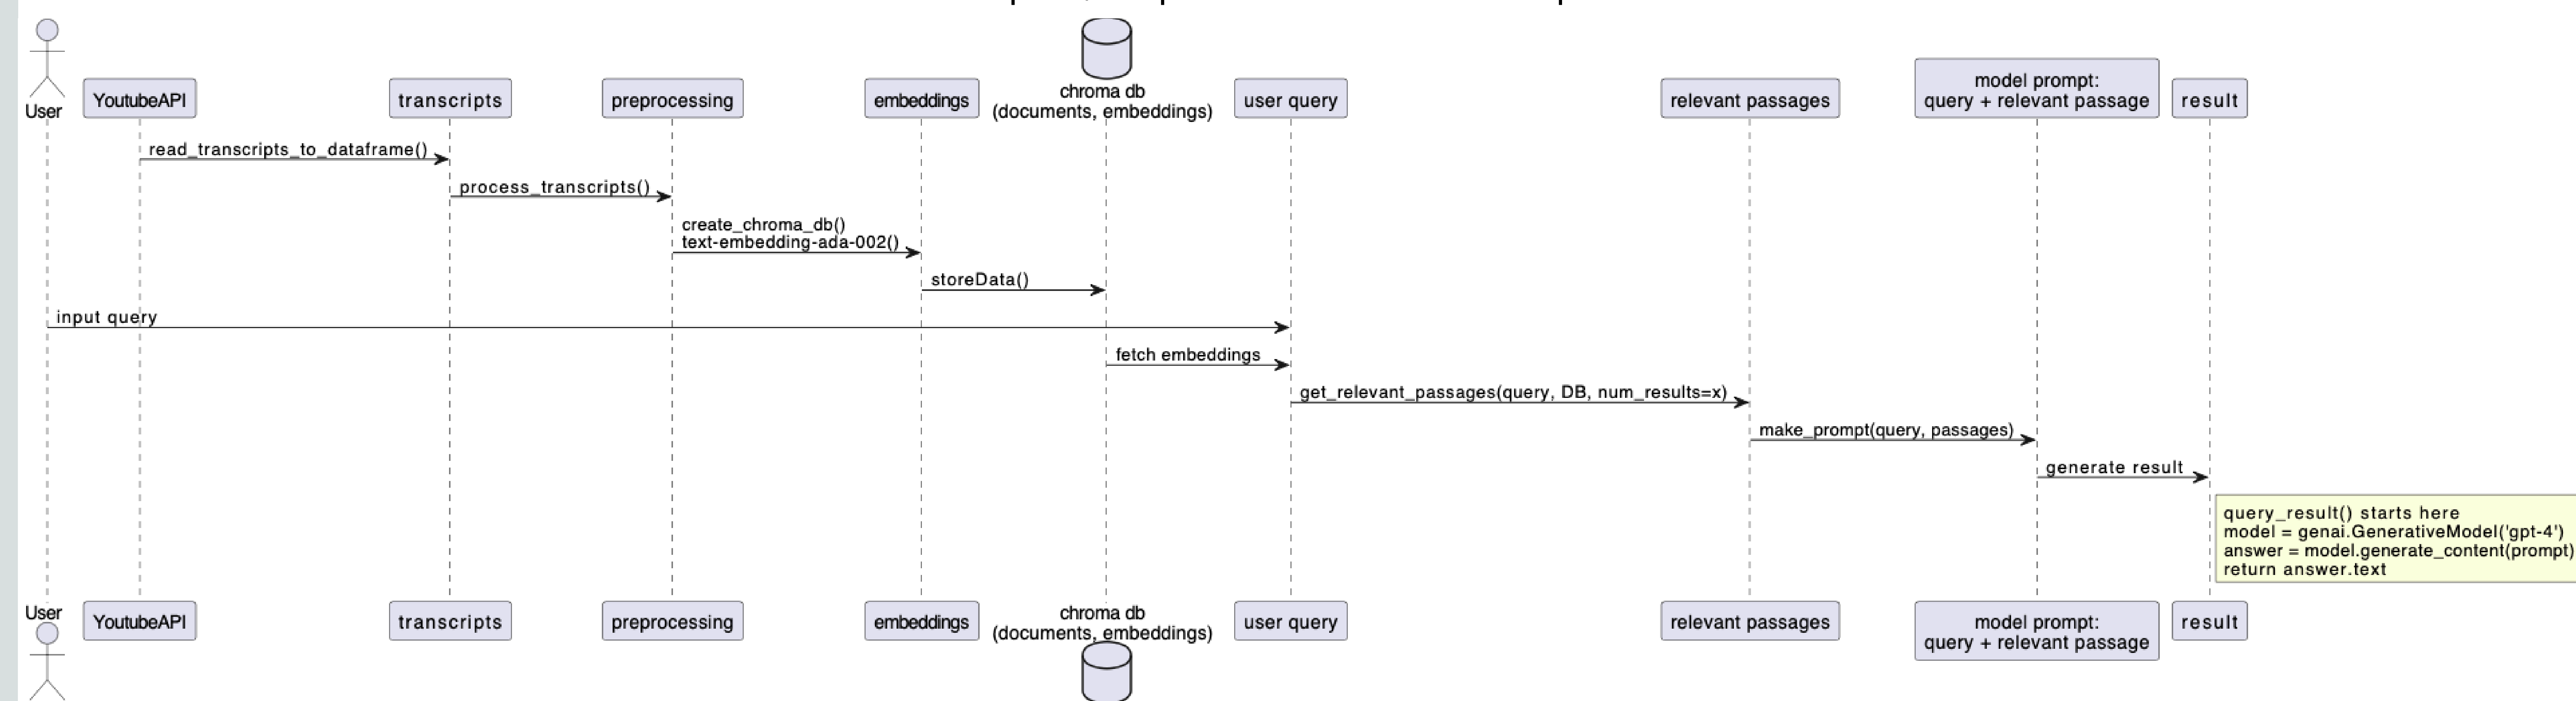 chroma db
(documents, embeddings)
User
YoutubeAPI
transcripts
preprocessing
embeddings
user query
relevant passages
model prompt:
query + relevant passage
result
read_transcripts_to_dataframe()
process_transcripts()
create_chroma_db()
text-embedding-ada-002()
storeData()
input query
fetch embeddings
get_relevant_passages(query, DB, num_results=x)
make_prompt(query, passages)
generate result
query_result() starts here
model = genai.GenerativeModel('gpt-4')
answer = model.generate_content(prompt)
return answer.text
User
YoutubeAPI
transcripts
preprocessing
embeddings
chroma db
(documents, embeddings)
user query
relevant passages
model prompt:
query + relevant passage
result